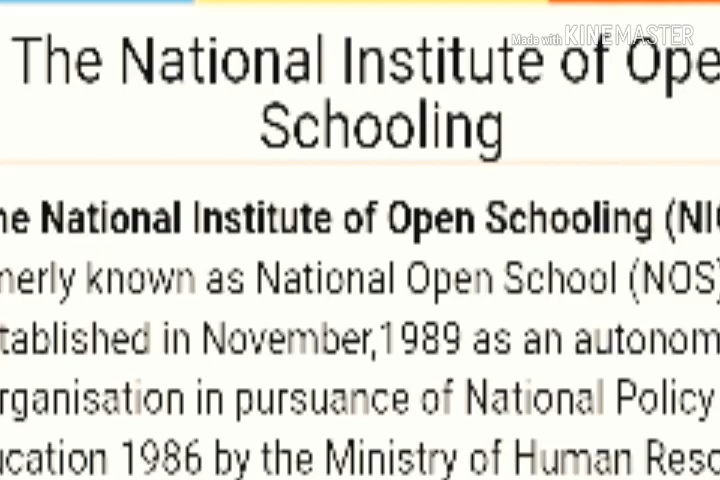 Made with KINEMASTER
The National Institute of Ope
Schooling
he National Institute of Open Schooling (NIO
merly known as National Open School (NOS)
tablished in November,1989 as an autonom
rganisation in pursuance of National Policy
ucation 1986 by the Ministry of Human Reso